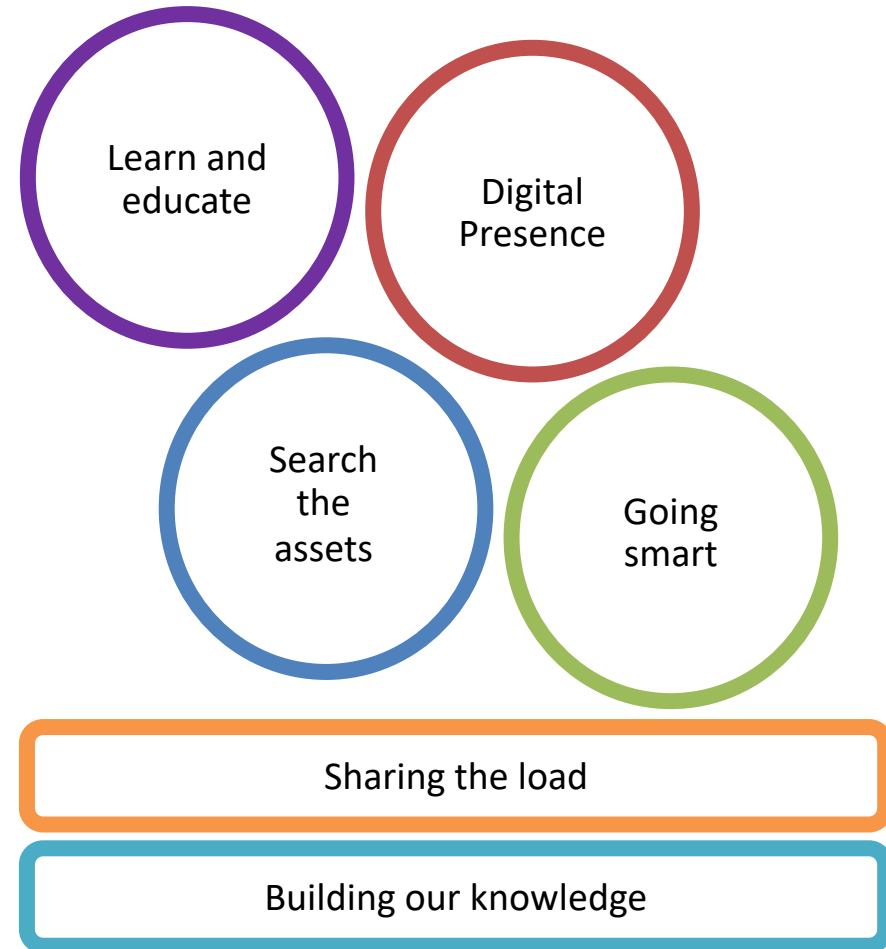 Learn and
educate
Digital
Presence
Search
the
assets
Going
smart
Sharing the load
Building our knowledge